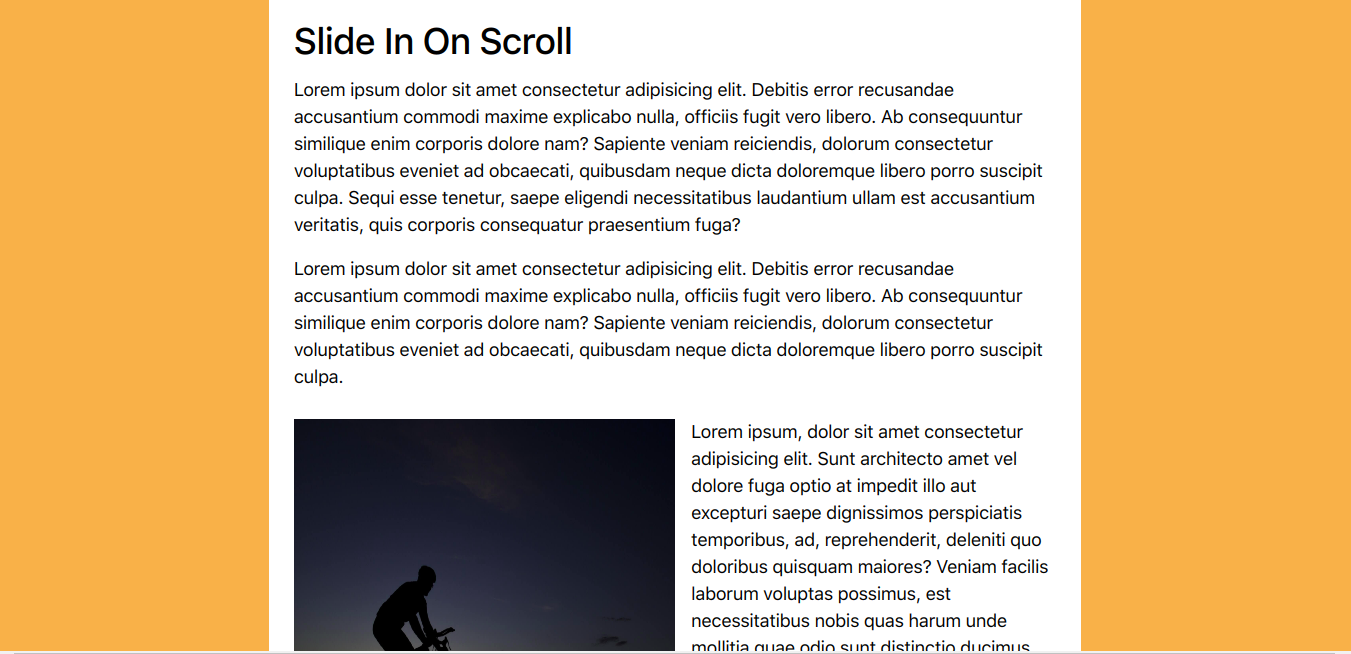 Slide In On Scroll
Lorem ipsum dolor sit amet consectetur adipisicing elit. Debitis error recusandae
accusantium commodi maxime explicabo nulla, officiis fugit vero libero. Ab consequuntur
similique enim corporis dolore nam? Sapiente veniam reiciendis, dolorum consectetur
voluptatibus eveniet ad obcaecati, quibusdam neque dicta doloremque libero porro suscipit
culpa. Sequi esse tenetur, saepe eligendi necessitatibus laudantium ullam est accusantium
veritatis, quis corporis consequatur praesentium fuga?
Lorem ipsum dolor sit amet consectetur adipisicing elit. Debitis error recusandae
accusantium commodi maxime explicabo nulla, officiis fugit vero libero. Ab consequuntur
similique enim corporis dolore nam? Sapiente veniam reiciendis, dolorum consectetur
voluptatibus eveniet ad obcaecati, quibusdam neque dicta doloremque libero porro suscipit
culpa.
Lorem ipsum, dolor sit amet consectetur
adipisicing elit. Sunt architecto amet vel
dolore fuga optio at impedit illo aut
excepturi saepe dignissimos perspiciatis
temporibus, ad, reprehenderit, deleniti quo
doloribus quisquam maiores? Veniam facilis
laborum voluptas possimus, est
necessitatibus nobis quas harum unde
mollitia quae odio sunt distinctio ducimus